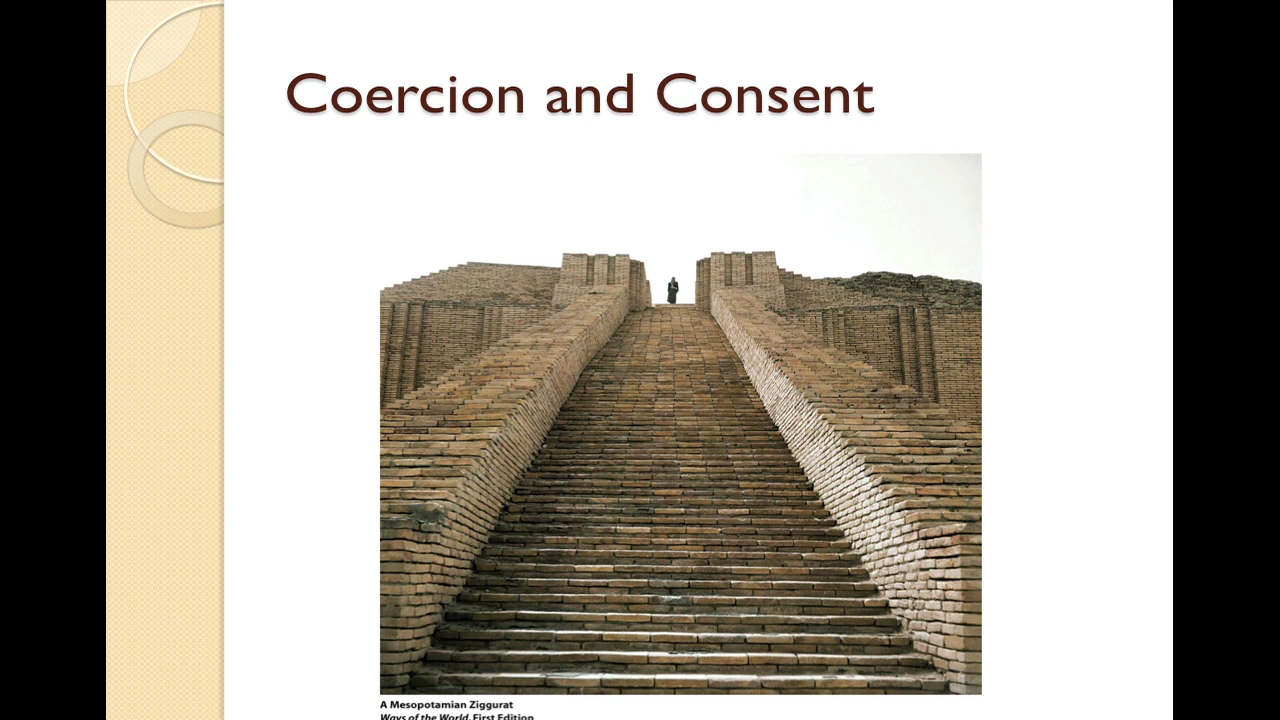 Coercion and Consent
A Mesopotamian Ziggurat
Ways of the World, First Edition